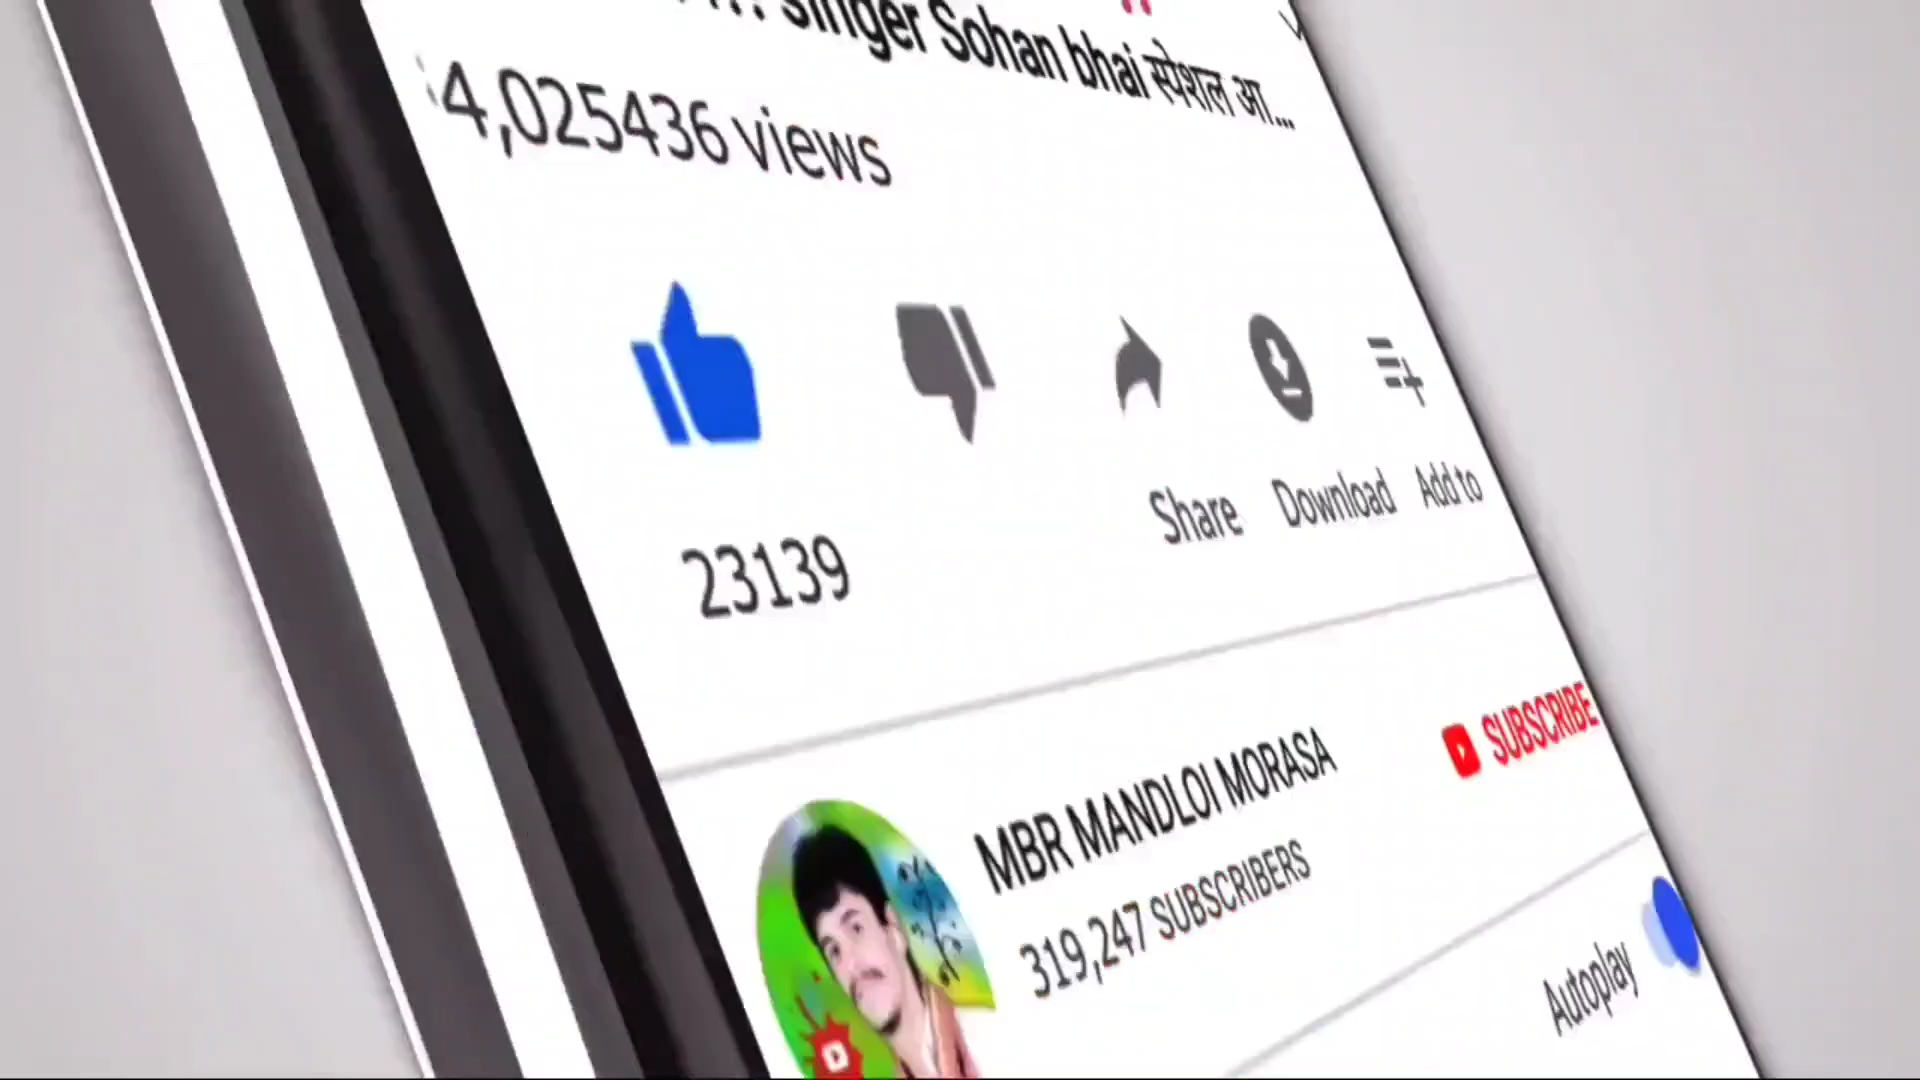 singer Sohan bhai स्पेशल आ...
4,025436 views
23139
Share Download Add to
MBR MANDLOI MORASA
SUBSCRIBE
319,247 SUBSCRIBERS
Autoplay